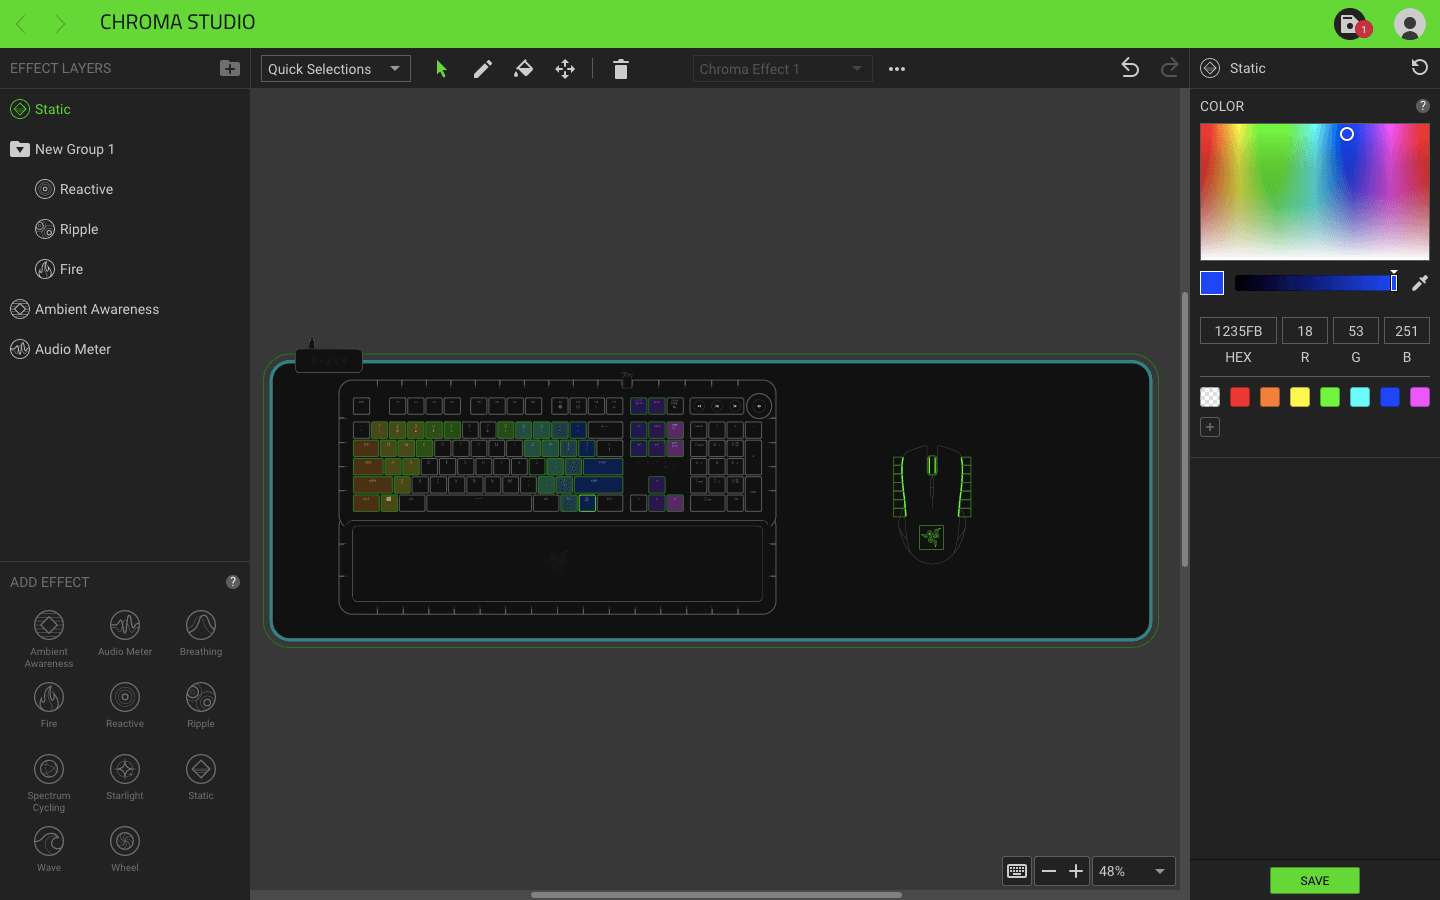 CHROMA STUDIO
1
EFFECT LAYERS
Quick Selections
Chroma Effect 1
Static
Static
New Group 1
Reactive
Ripple
Fire
Ambient Awareness
Audio Meter
COLOR
?
1235FB
18
53
251
HEX
R
G
B
ADD EFFECT
?
Ambient
Awareness
Audio Meter
Breathing
Fire
Reactive
Ripple
Spectrum
Cycling
Starlight
Static
Wave
Wheel
48%
SAVE